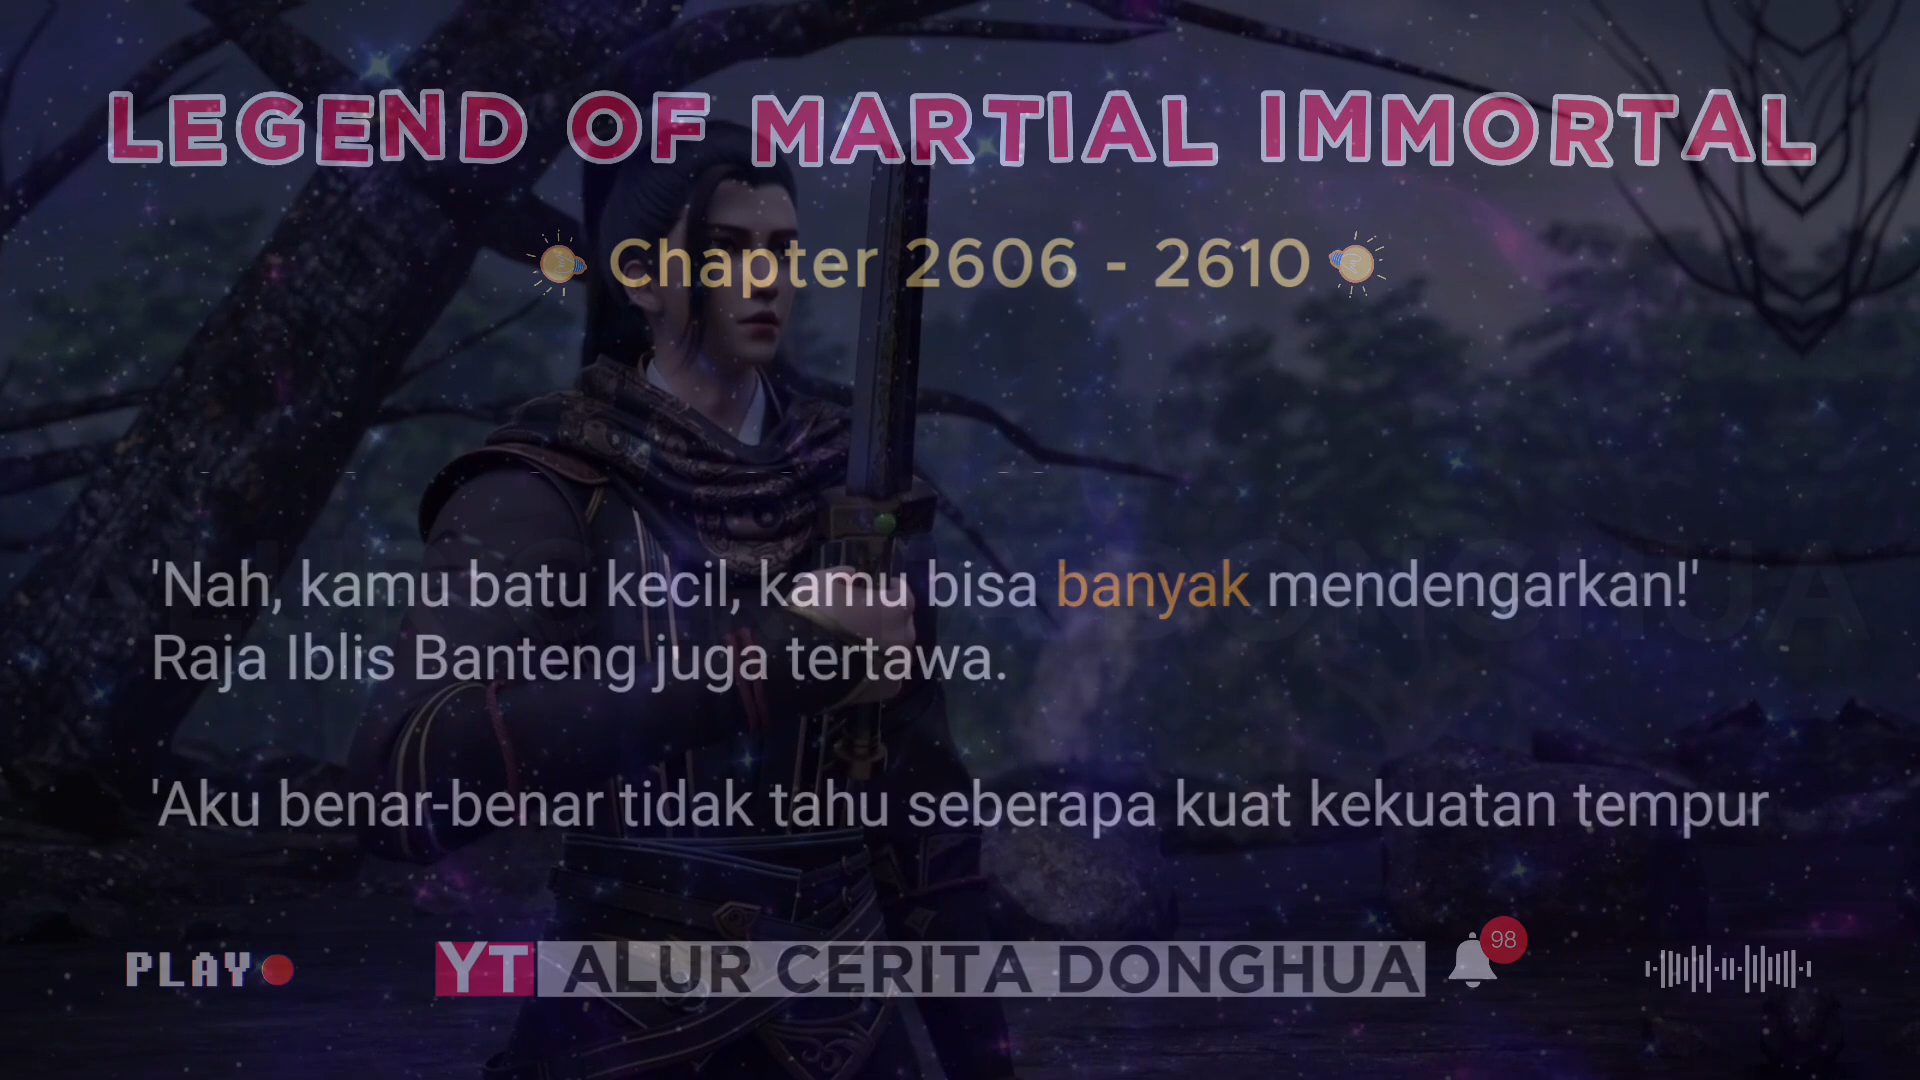 LEGEND OF MARTIAL IMMORTAL
Chapter 2606 - 2610
'Nah, kamu batu kecil, kamu bisa banyak mendengarkan!'
Raja Iblis Banteng juga tertawa.
'Aku benar-benar tidak tahu seberapa kuat kekuatan tempur
PLAY
YT ALUR CERITA DONGHUA
98